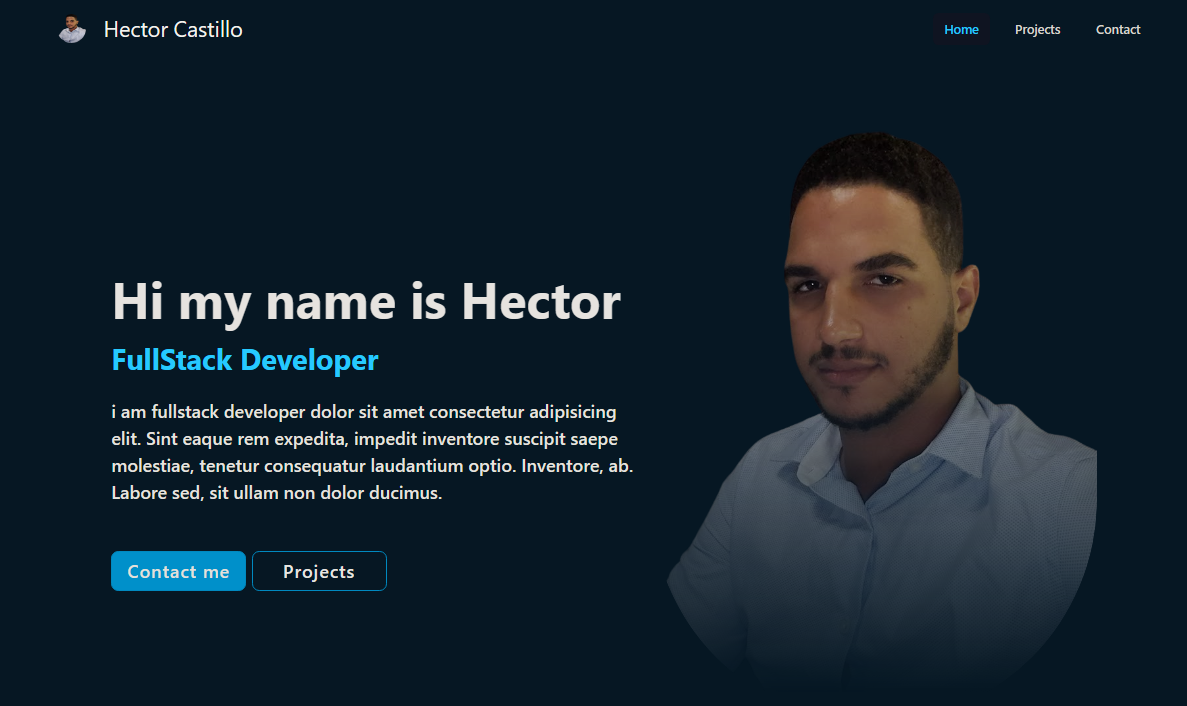 Hector Castillo
Home
Projects
Contact
Hi my name is Hector
FullStack Developer
i am fullstack developer dolor sit amet consectetur adipisicing
elit. Sint eaque rem expedita, impedit inventore suscipit saepe
molestiae, tenetur consequatur laudantium optio. Inventore, ab.
Labore sed, sit ullam non dolor ducimus.
Contact me
Projects